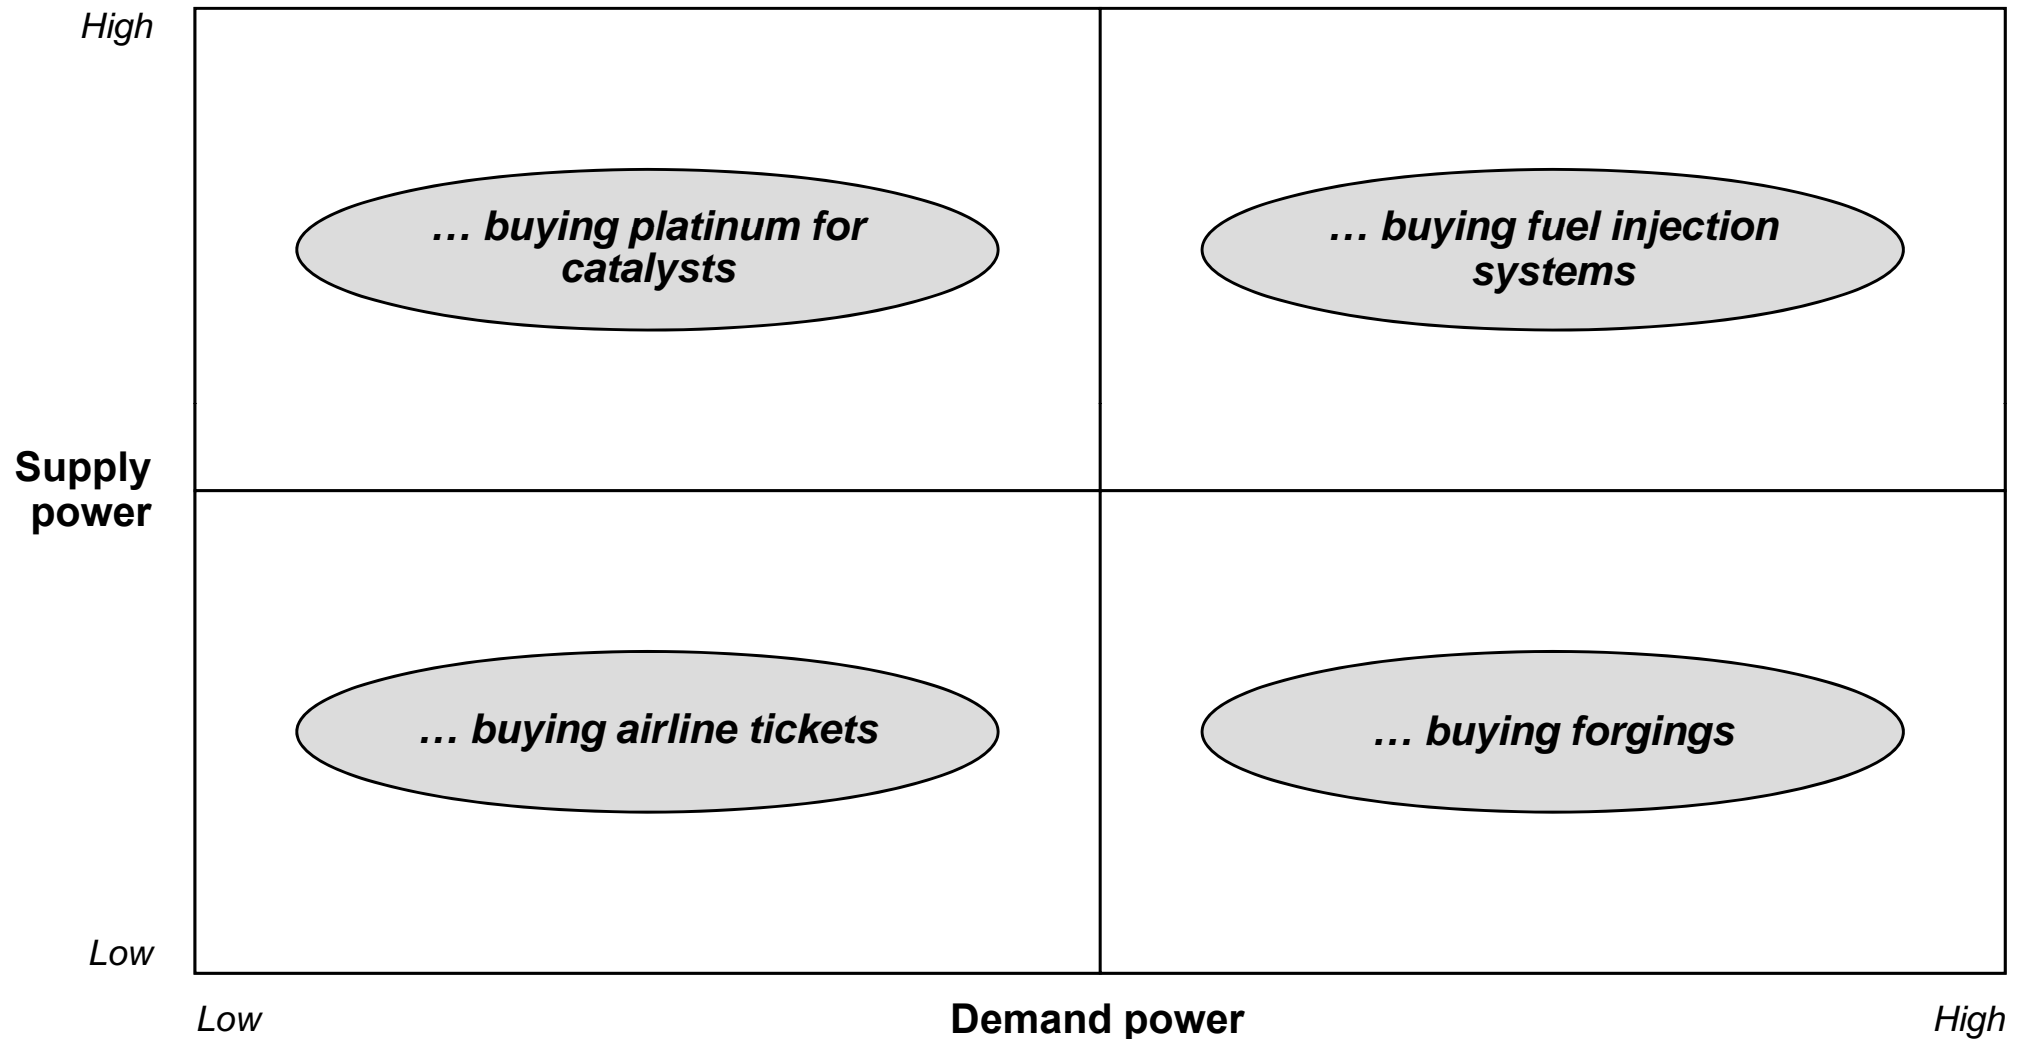 High
… buying platinum for
catalysts
… buying fuel injection
systems
Supply
power
… buying airline tickets
… buying forgings
Low
Low
Demand power
High